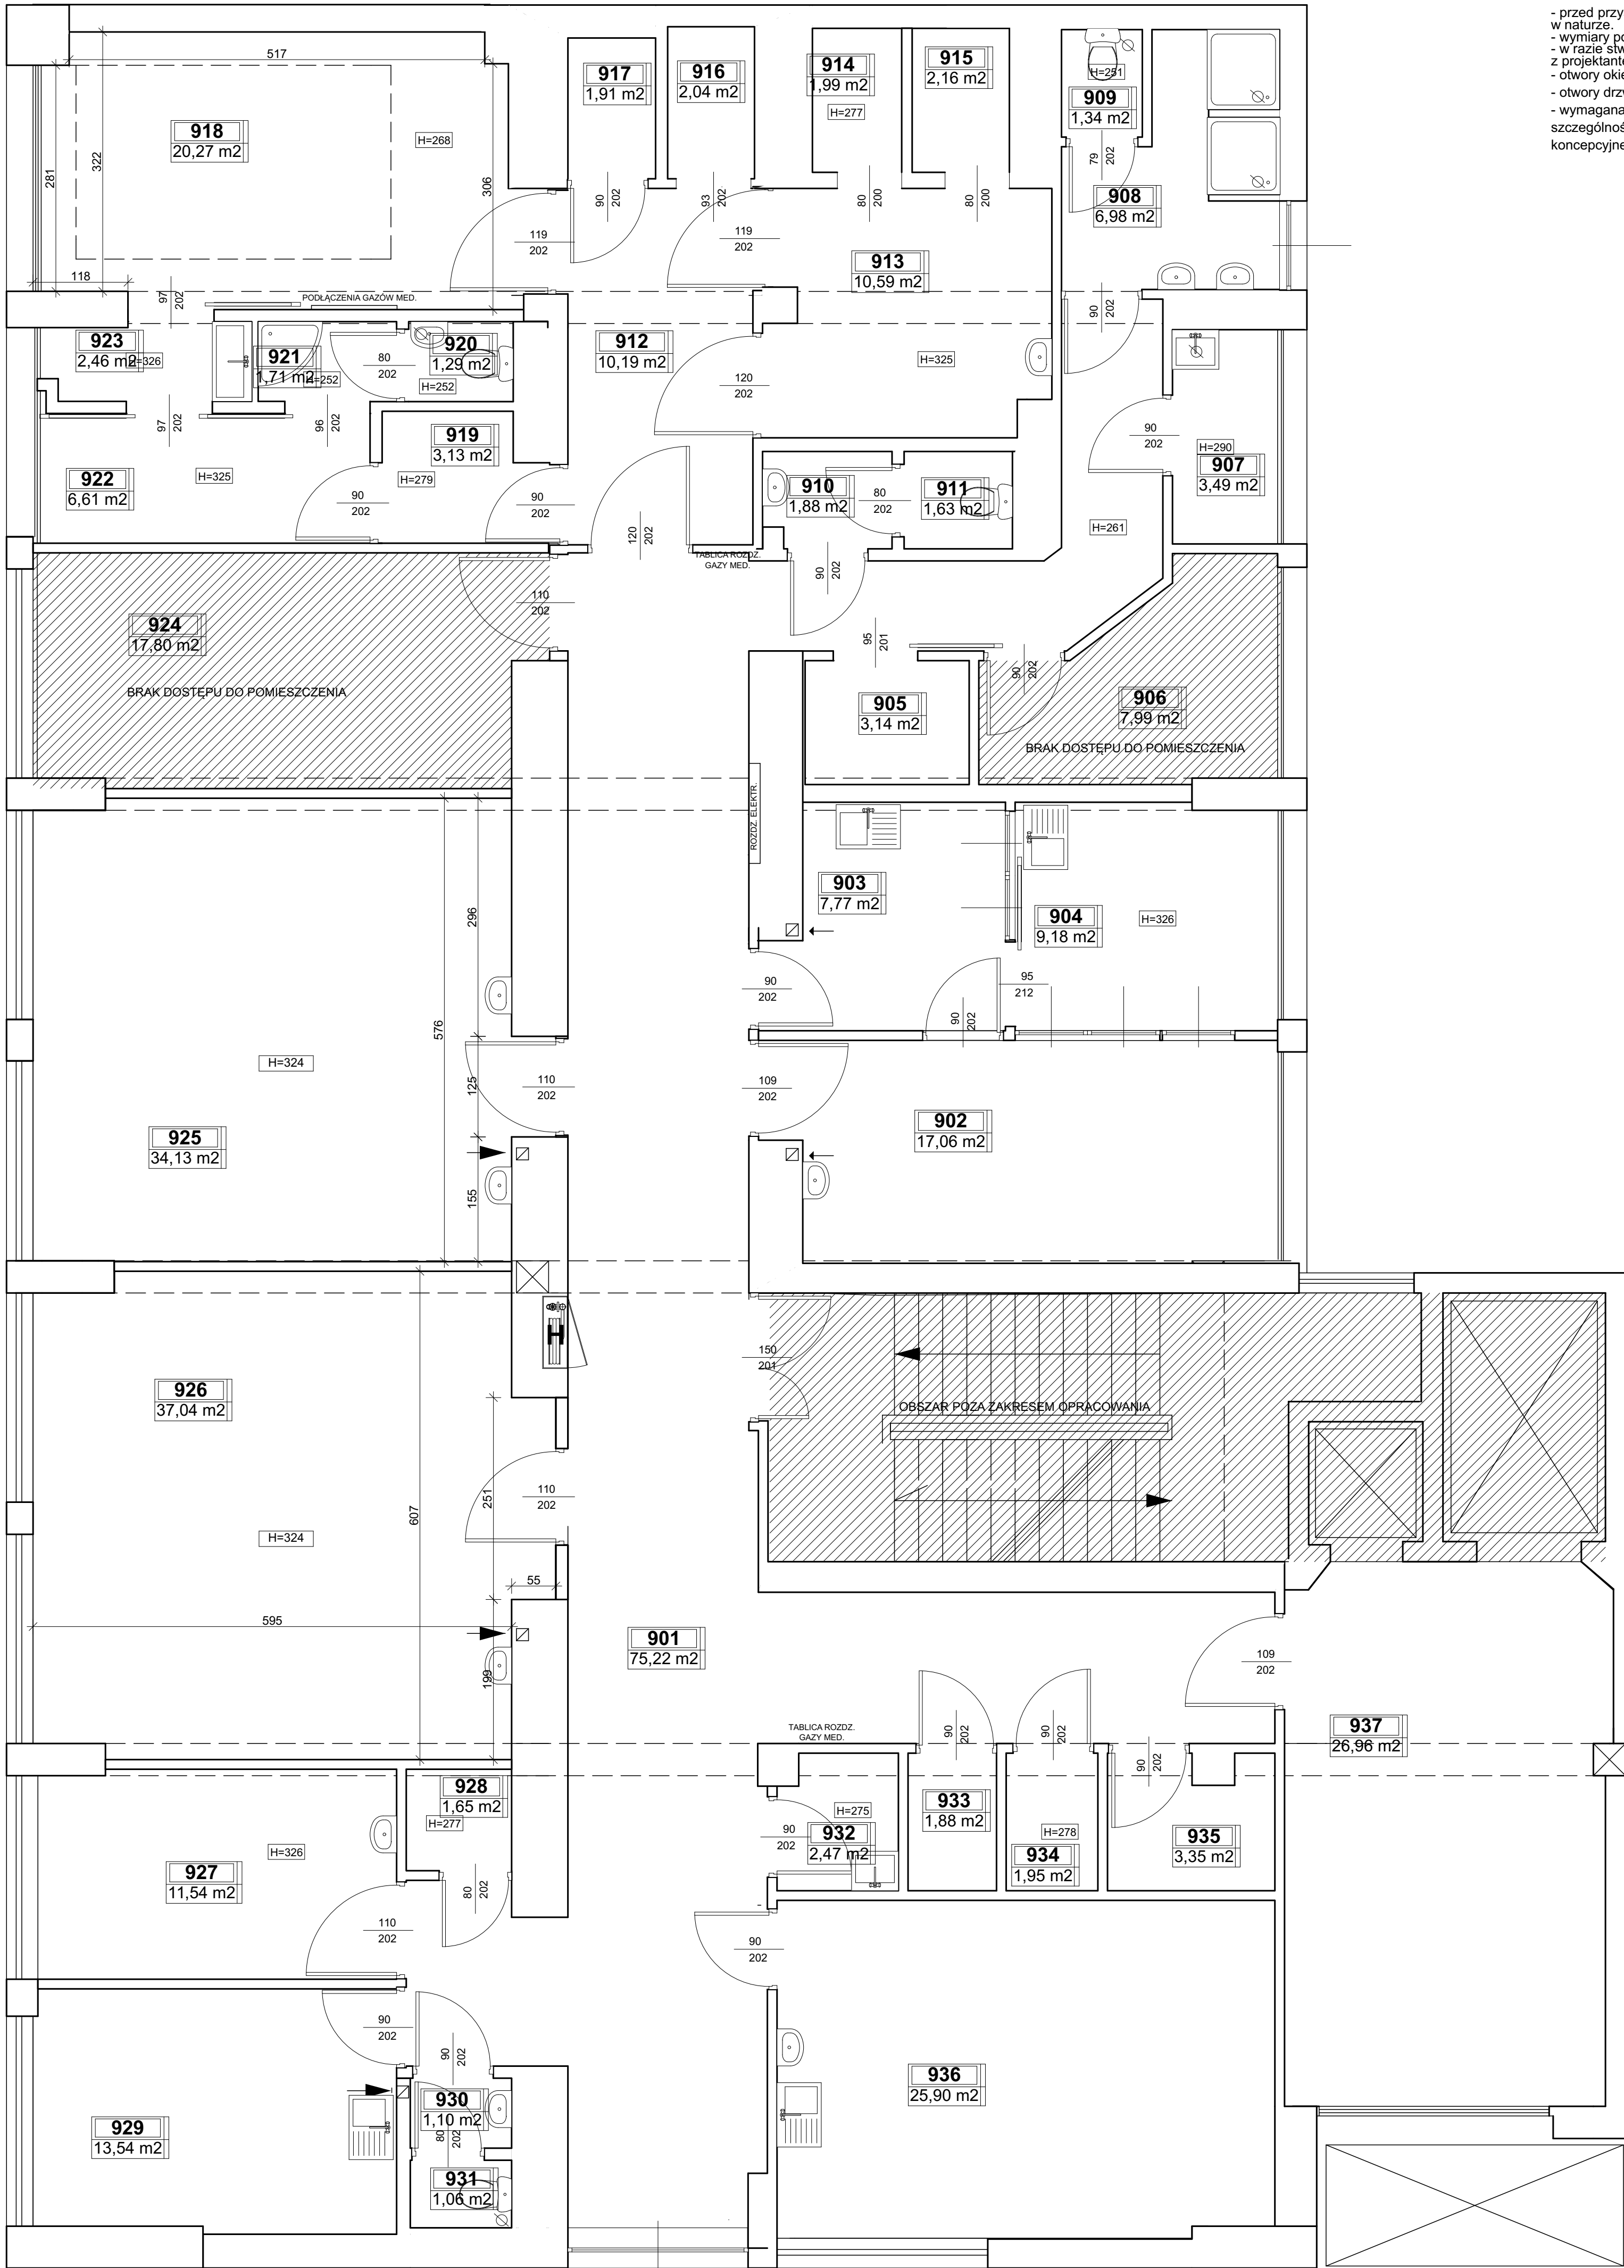 - przed przy
w naturze.
- wymiary po
- w razie stw
z projektante
- otwory okie
- otwory drzw
- wymagana
szczególnoś
koncepcyjne
517
322
281
306
118
918
20,27 m2
H=268
917
1,91 m2
916
2,04 m2
914
1,99 m2
H=277
915
2,16 m2
H=251
909
1,34 m2
79
202
908
6,98 m2
90
202
93
202
80
200
80
200
119
202
119
202
913
10,59 m2
97
202
PODŁĄCZENIA GAZÓW MED.
90
202
923
2,46 m2
H=326
921
1,71 m2
H=252
80
202
920
1,29 m2
H=252
912
10,19 m2
H=325
120
202
97
202
96
202
919
3,13 m2
90
202
H=290
907
3,49 m2
922
6,61 m2
H=325
H=279
90
202
90
202
910
1,88 m2
80
202
911
1,63 m2
H=261
120
202
TABLICA ROZDZ.
GAZY MED.
90
202
110
202
924
17,80 m2
BRAK DOSTĘPU DO POMIESZCZENIA
95
201
90
202
905
3,14 m2
906
7,99 m2
BRAK DOSTĘPU DO POMIESZCZENIA
ROZDZ. ELEKTR.
903
7,77 m2
904
9,18 m2
H=326
296
576
90
202
95
212
90
202
H=324
125
110
202
109
202
902
17,06 m2
925
34,13 m2
155
H
150
201
926
37,04 m2
OBSZAR POZA ZAKRESEM OPRACOWANIA
251
607
110
202
H=324
55
595
901
75,22 m2
109
202
199
TABLICA ROZDZ.
GAZY MED.
90
202
90
202
90
202
937
26,96 m2
928
1,65 m2
H=277
H=275
90
202
932
2,47 m2
933
1,88 m2
H=278
934
1,95 m2
935
3,35 m2
H=326
927
11,54 m2
80
202
110
202
90
202
90
202
90
202
936
25,90 m2
930
1,10 m2
80
202
929
13,54 m2
931
1,06 m2